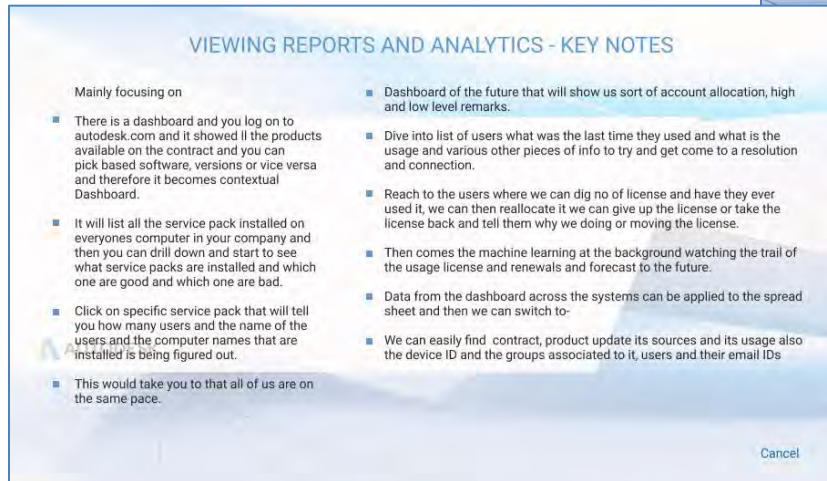 VIEWING REPORTS AND ANALYTICS - KEY NOTES
Mainly focusing on
There is a dashboard and you log on to
autodesk.com and it showed ll the products
available on the contract and you can
pick based software, versions or vice versa
and therefore it becomes contextual
Dashboard.
It will list all the service pack installed on
everyones computer in your company and
then you can drill down and start to see
what service packs are installed and which
one are good and which one are bad.
Click on specific service pack that will tell
you how many users and the name of the
users and the computer names that are
installed is being figured out.
This would take you to that all of us are on
the same pace.
Dashboard of the future that will show us sort of account allocation, high
and low level remarks.
Dive into list of users what was the last time they used and what is the
usage and various other pieces of info to try and get come to a resolution
and connection.
Reach to the users where we can dig no of license and have they ever
used it, we can then reallocate it we can give up the license or take the
license back and tell them why we doing or moving the license.
Then comes the machine learning at the background watching the trail of
the usage license and renewals and forecast to the future.
Data from the dashboard across the systems can be applied to the spread
sheet and then we can switch to-
We can easily find contract, product update its sources and its usage also
the device ID and the groups associated to it, users and their email IDs
AUTODESK
Cancel